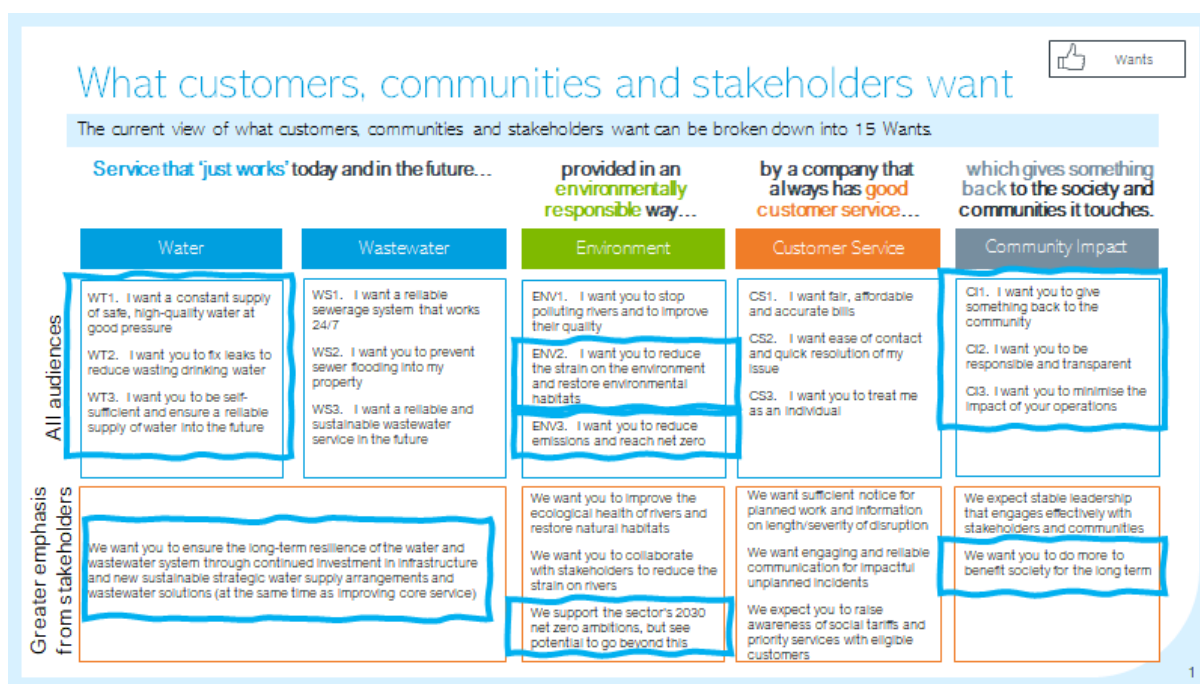 Wants
What customers, communities and stakeholders want
The current view of what customers, communities and stakeholders want can be broken down into 15 Wants.
Service that 'just works' today and in the future...
provided in an
environmentally
responsible way...
by a company that
always has good
customer service...
which gives something
back to the society and
communities it touches.
Water
Wastewater
Environment
Customer Service
Community Impact
All audiences
WT1. I want a constant supply
of safe, high-quality water at
good pressure
WT2. I want you to fix leaks to
reduce wasting drinking water
WT3. I want you to be self-
sufficient and ensure a reliable
supply of water into the future
WS1. I want a reliable
sewerage system that works
24/7
WS2. I want you to prevent
sewer flooding into my
property
WS3. I want a reliable and
sustainable wastewater
service in the future
ENV1. I want you to stop
polluting rivers and to improve
their quality
ENV2. I want you to reduce
the strain on the environment
and restore environmental
habitats
ENV3. I want you to reduce
emissions and reach net zero
CS1. I want fair, affordable
and accurate bills
CS2. I want ease of contact
and quick resolution of my
issue
CS3. I want you to treat me
as an individual
CI1. I want you to give
something back to the
community
CI2. I want you to be
responsible and transparent
CI3. I want you to minimise the
impact of your operations
Greater emphasis
from stakeholders
We want you to ensure the long-term resilience of the water and
wastewater system through continued investment in infrastructure
and new sustainable strategic water supply arrangements and
wastewater solutions (at the same time as improving core service)
We want you to improve the
ecological health of rivers and
restore natural habitats
We want you to collaborate
with stakeholders to reduce the
strain on rivers
We support the sector's 2030
net zero ambitions, but see
potential to go beyond this
We want sufficient notice for
planned work and information
on length/severity of disruption
We want engaging and reliable
communication for impactful
unplanned incidents
We expect you to raise
awareness of social tariffs and
priority services with eligible
customers
We expect stable leadership
that engages effectively with
stakeholders and communities
We want you to do more to
benefit society for the long term
1